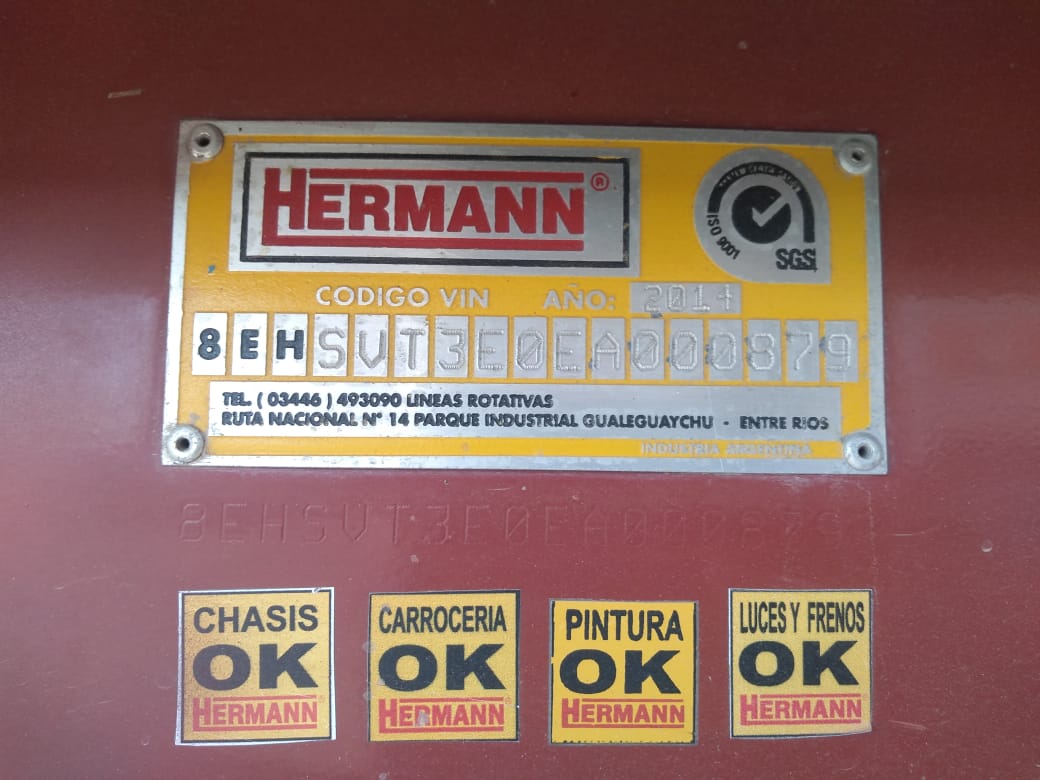 HERMANN ®
ISO 9001
SGS
CODIGO VIN AÑO: 2014
8EHSVT3E0EA000879
TEL. ( 03446 ) 493090 LINEAS ROTATIVAS
RUTA NACIONAL N° 14 PARQUE INDUSTRIAL GUALEGUAYCHU - ENTRE RIOS
INDUSTRIA ARGENTINA
8EHSVT3E0EA000879
CHASIS
OK
HERMANN
CARROCERIA
OK
HERMANN
PINTURA
OK
HERMANN
LUCES Y FRENOS
OK
HERMANN